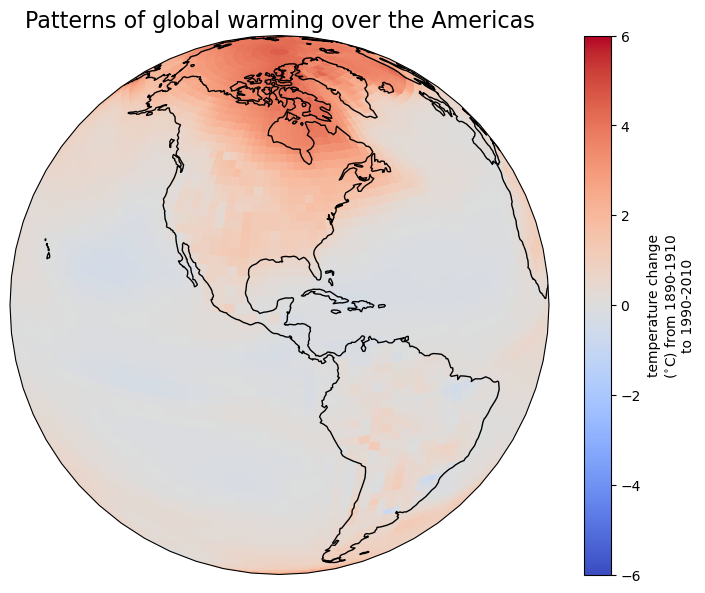 Patterns of global warming over the Americas
6
4
2
0
−2
−4
−6
temperature change
(°C) from 1890-1910
to 1990-2010